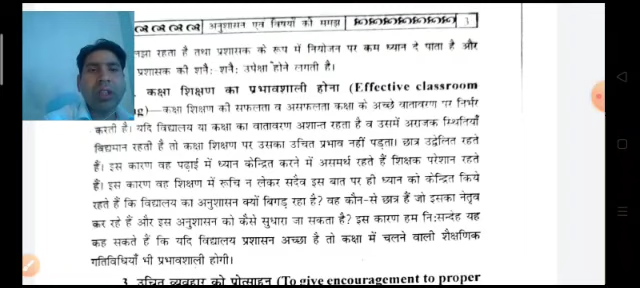 अनुशासन एवं विषयों की समझ 3
रहता है तथा प्रशासक के रूप में नियोजन पर कम ध्यान दे पाता है और
प्रशासक की शनै: शनै: उपेक्षा होने लगती है।
कक्षा शिक्षण का प्रभावशाली होना (Effective classroom
कक्षा शिक्षण की सफलता व असफलता कक्षा के अच्छे वातावरण पर निर्भर
करती है। यदि विद्यालय या कक्षा का वातावरण अशान्त रहता है व उसमें अराजक स्थितियाँ
विद्यमान रहती है तो कक्षा शिक्षण पर उसका उचित प्रभाव नहीं पड़ता। छात्र उद्वेलित रहते
हैं। इस कारण वह पढ़ाई में ध्यान केन्द्रित करने में असमर्थ रहते हैं शिक्षक परेशान रहते
हैं। इस कारण वह शिक्षण में रूचि न लेकर सदैव इस बात पर ही ध्यान को केन्द्रित किये
रहते हैं कि विद्यालय का अनुशासन क्यों बिगड़ रहा है? वह कौन-से छात्र हैं जो इसका नेतृत्व
कर रहे हैं और इस अनुशासन को कैसे सुधारा जा सकता है? इस कारण हम नि:सन्देह यह
कह सकते हैं कि यदि विद्यालय प्रशासन अच्छा है तो कक्षा में चलने वाली शैक्षणिक
गतिविधियाँ भी प्रभावशाली होगी।
3. उचित व्यवहार को प्रोत्साहन (To give encouragement to proper